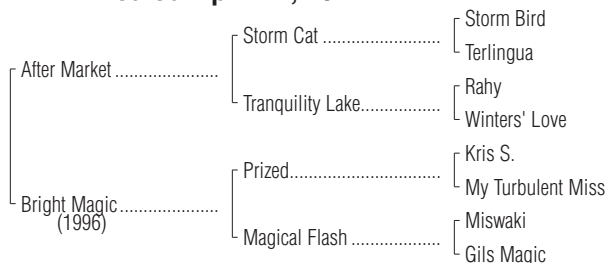 Storm Bird
Storm Cat ........................
Terlingua
After Market ...........................
Rahy
Tranquility Lake.....................
Winters' Love
Kris S.
Prized........................................
My Turbulent Miss
Bright Magic ..........................
(1996)
Miswaki
Magical Flash .......................
Gils Magic